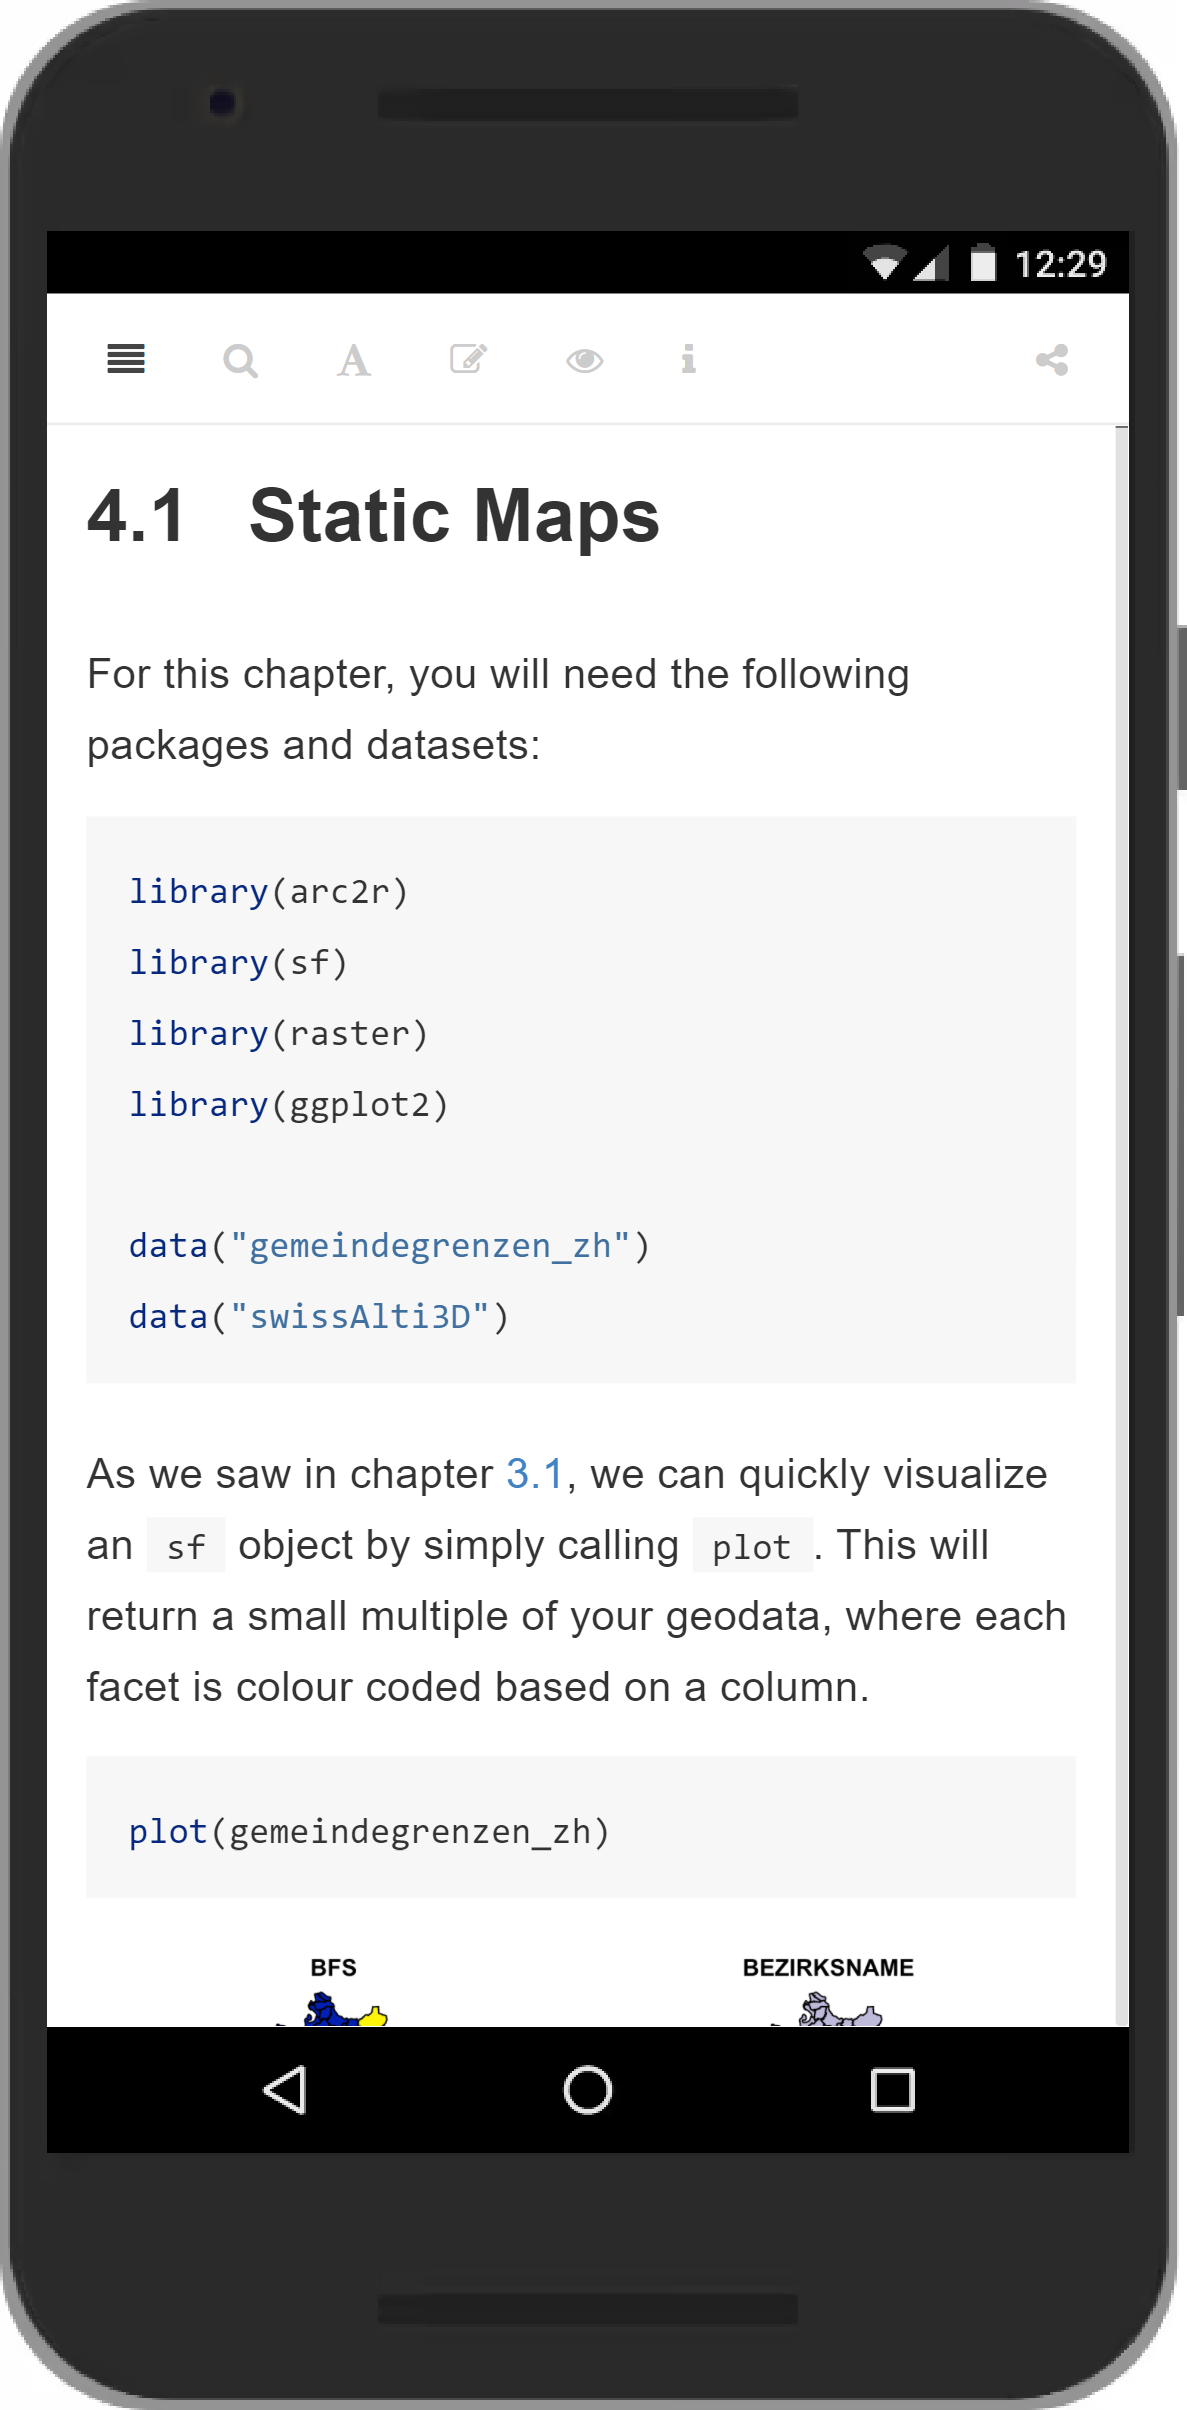 12:29
4.1 Static Maps
For this chapter, you will need the following
packages and datasets:
library(arc2r)
library(sf)
library(raster)
library(ggplot2)
data("gemeindegrenzen_zh")
data("swissAlti3D")
As we saw in chapter 3.1, we can quickly visualize
an sf object by simply calling plot . This will
return a small multiple of your geodata, where each
facet is colour coded based on a column.
plot(gemeindegrenzen_zh)
BFS BEZIRKSNAME